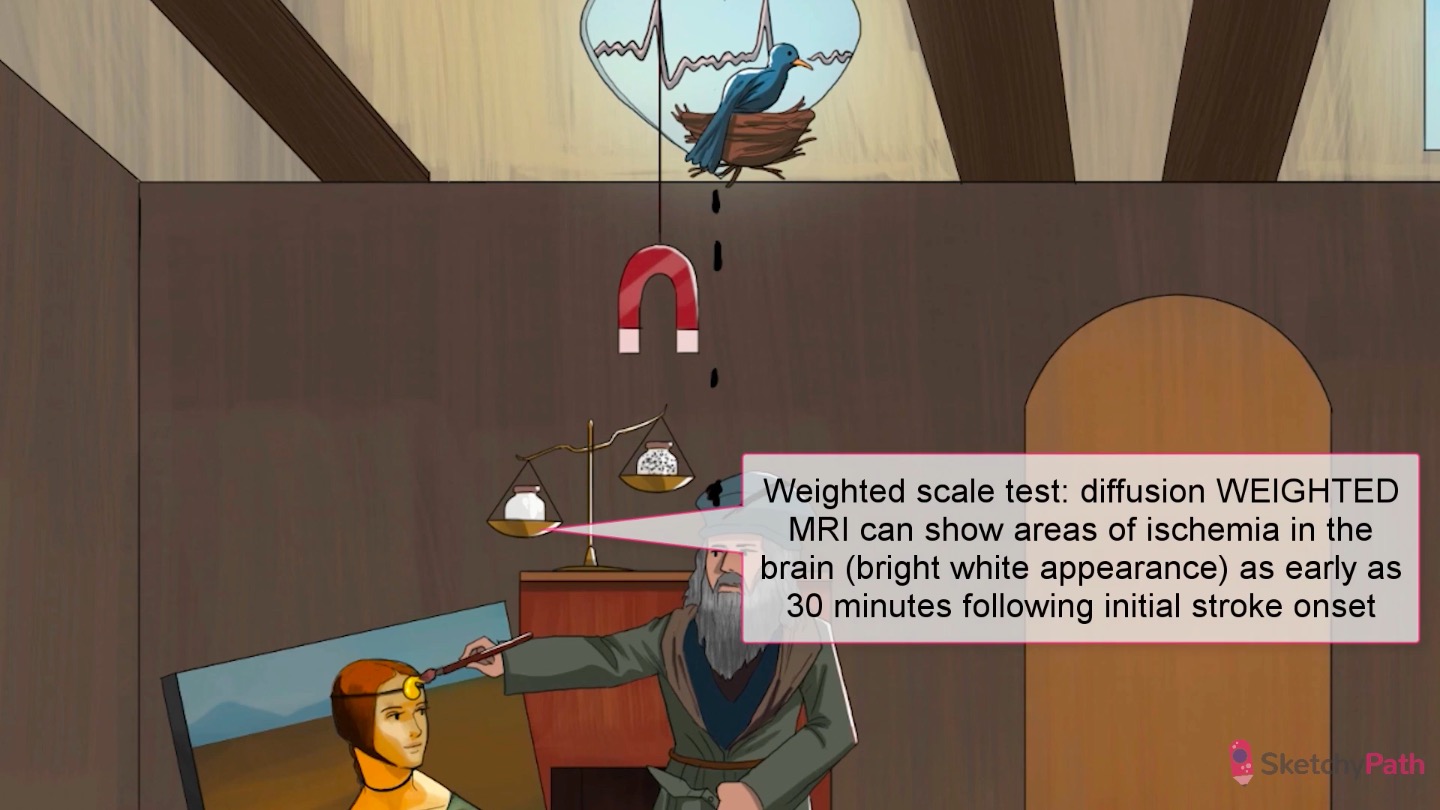 Weighted scale test: diffusion WEIGHTED
MRI can show areas of ischemia in the
brain (bright white appearance) as early as
30 minutes following initial stroke onset
SketchyPath